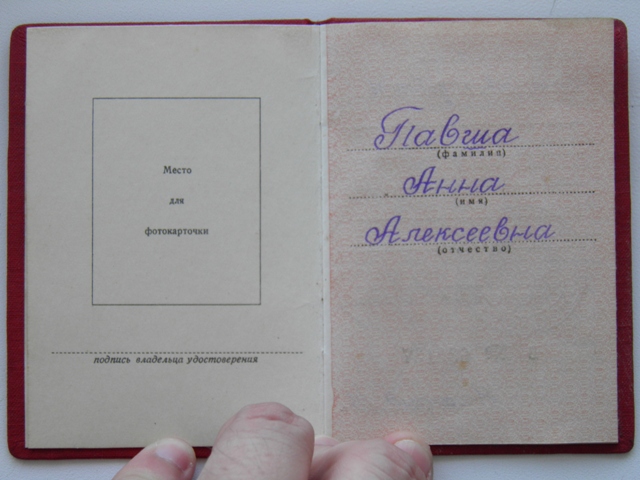 Место
для
фотокарточки
подпись владельца удостоверения
Павша
(фамилия)
Анна
(имя)
Алексеевна
(отчество)